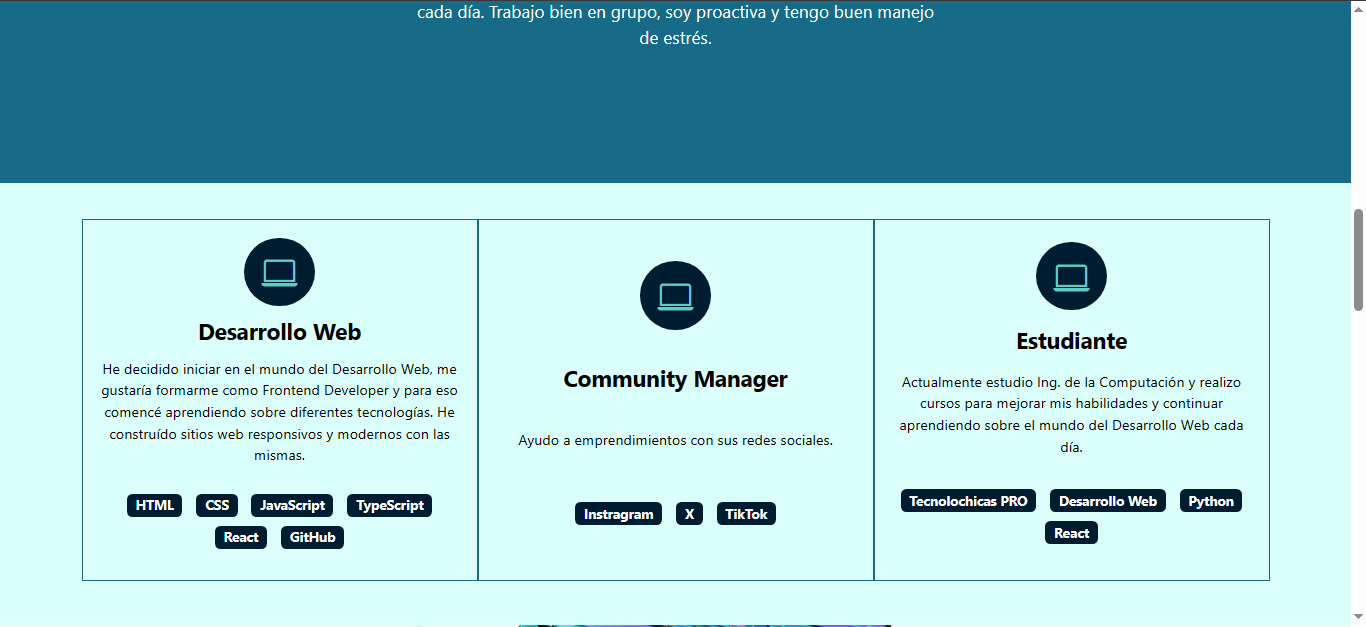 cada día. Trabajo bien en grupo, soy proactiva y tengo buen manejo
de estrés.
Desarrollo Web
He decidido iniciar en el mundo del Desarrollo Web, me
gustaría formarme como Frontend Developer y para eso
comencé aprendiendo sobre diferentes tecnologías. He
construído sitios web responsivos y modernos con las
mismas.
HTML CSS JavaScript TypeScript
React GitHub
Community Manager
Ayudo a emprendimientos con sus redes sociales.
Instragram X TikTok
Estudiante
Actualmente estudio Ing. de la Computación y realizo
cursos para mejorar mis habilidades y continuar
aprendiendo sobre el mundo del Desarrollo Web cada
día.
Tecnolochicas PRO Desarrollo Web Python
React